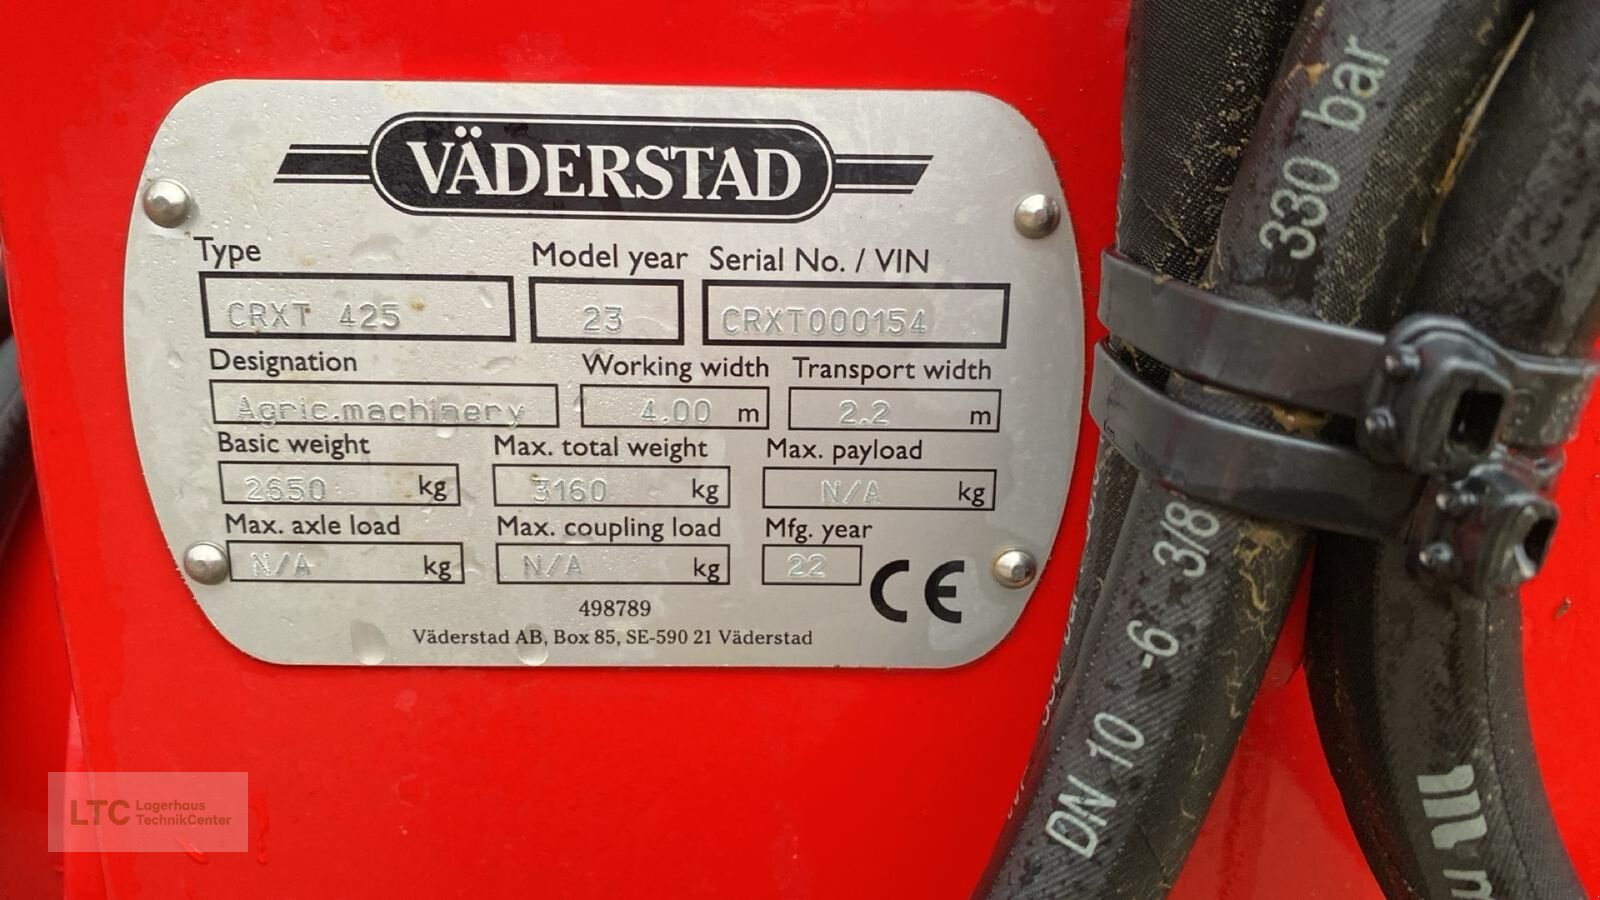 VÄDERSTAD
Type Model year Serial No. / VIN
CRXT 425 23 CRXT000154
Designation Working width Transport width
Agric.machinery 4.00 m 2.2 m
Basic weight Max. total weight Max. payload
2650 kg 3160 kg N/A kg
Max. axle load Max. coupling load Mfg. year
N/A kg N/A kg 22 CE
498789
Väderstad AB, Box 85, SE-590 21 Väderstad
330 bar
DN 10 -6 3/8
LTC Lagerhaus
TechnikCenter